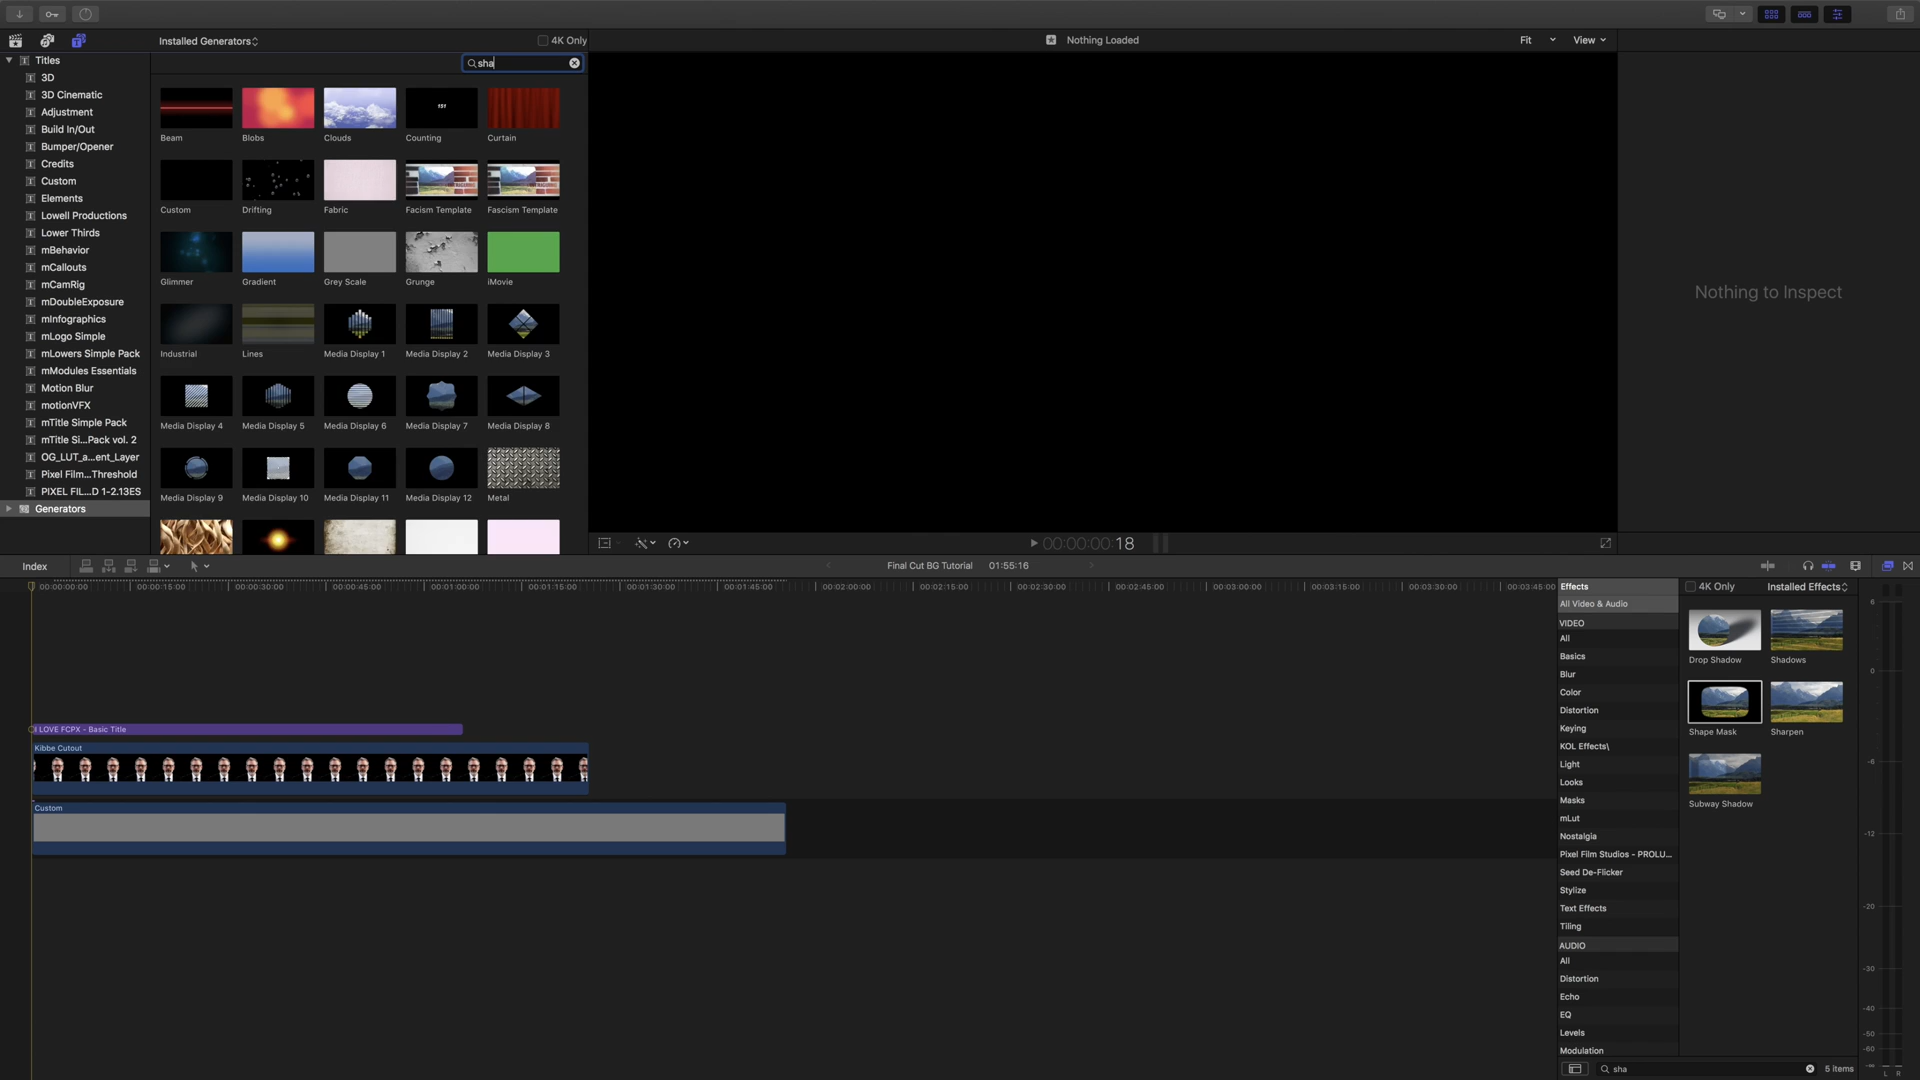 Installed Generators
4K Only
Nothing Loaded
Fit
View
Titles
3D
3D Cinematic
Adjustment
Build In/Out
Bumper/Opener
Credits
Custom
Elements
Lowell Productions
Lower Thirds
mBehavior
mCallouts
mCamRig
mDoubleExposure
mInfographics
mLogo Simple
mLowers Simple Pack
mModules Essentials
Motion Blur
motionVFX
mTitle Simple Pack
mTitle Si...Pack vol. 2
OG_LUT_a...ent_Layer
Pixel Film...Threshold
PIXEL FIL...D 1-2.13ES
Generators
sha
Beam
Blobs
Clouds
Counting
Curtain
Custom
Drifting
Fabric
Facism Template
Fascism Template
Glimmer
Gradient
Grey Scale
Grunge
iMovie
Industrial
Lines
Media Display 1
Media Display 2
Media Display 3
Media Display 4
Media Display 5
Media Display 6
Media Display 7
Media Display 8
Media Display 9
Media Display 10
Media Display 11
Media Display 12
Metal
Nothing to Inspect
00:00:00:18
Index
Final Cut BG Tutorial
01:55:16
00:00:00:00
00:00:15:00
00:00:30:00
00:00:45:00
00:01:00:00
00:01:15:00
00:01:30:00
00:01:45:00
00:02:00:00
00:02:15:00
00:02:30:00
00:02:45:00
00:03:00:00
00:03:15:00
00:03:30:00
00:03:45:00
I LOVE FCPX - Basic Title
Kibbe Cutout
Custom
Effects
4K Only
Installed Effects
All Video & Audio
VIDEO
All
Basics
Blur
Color
Distortion
Keying
KOL Effects\
Light
Looks
Masks
mLut
Nostalgia
Pixel Film Studios - PROLU...
Seed De-Flicker
Stylize
Text Effects
Tiling
AUDIO
All
Distortion
Echo
EQ
Levels
Modulation
Drop Shadow
Shadows
Shape Mask
Sharpen
Subway Shadow
sha
5 items
6
0
-6
-12
-20
-30
-40
-50
-60
-∞
L R